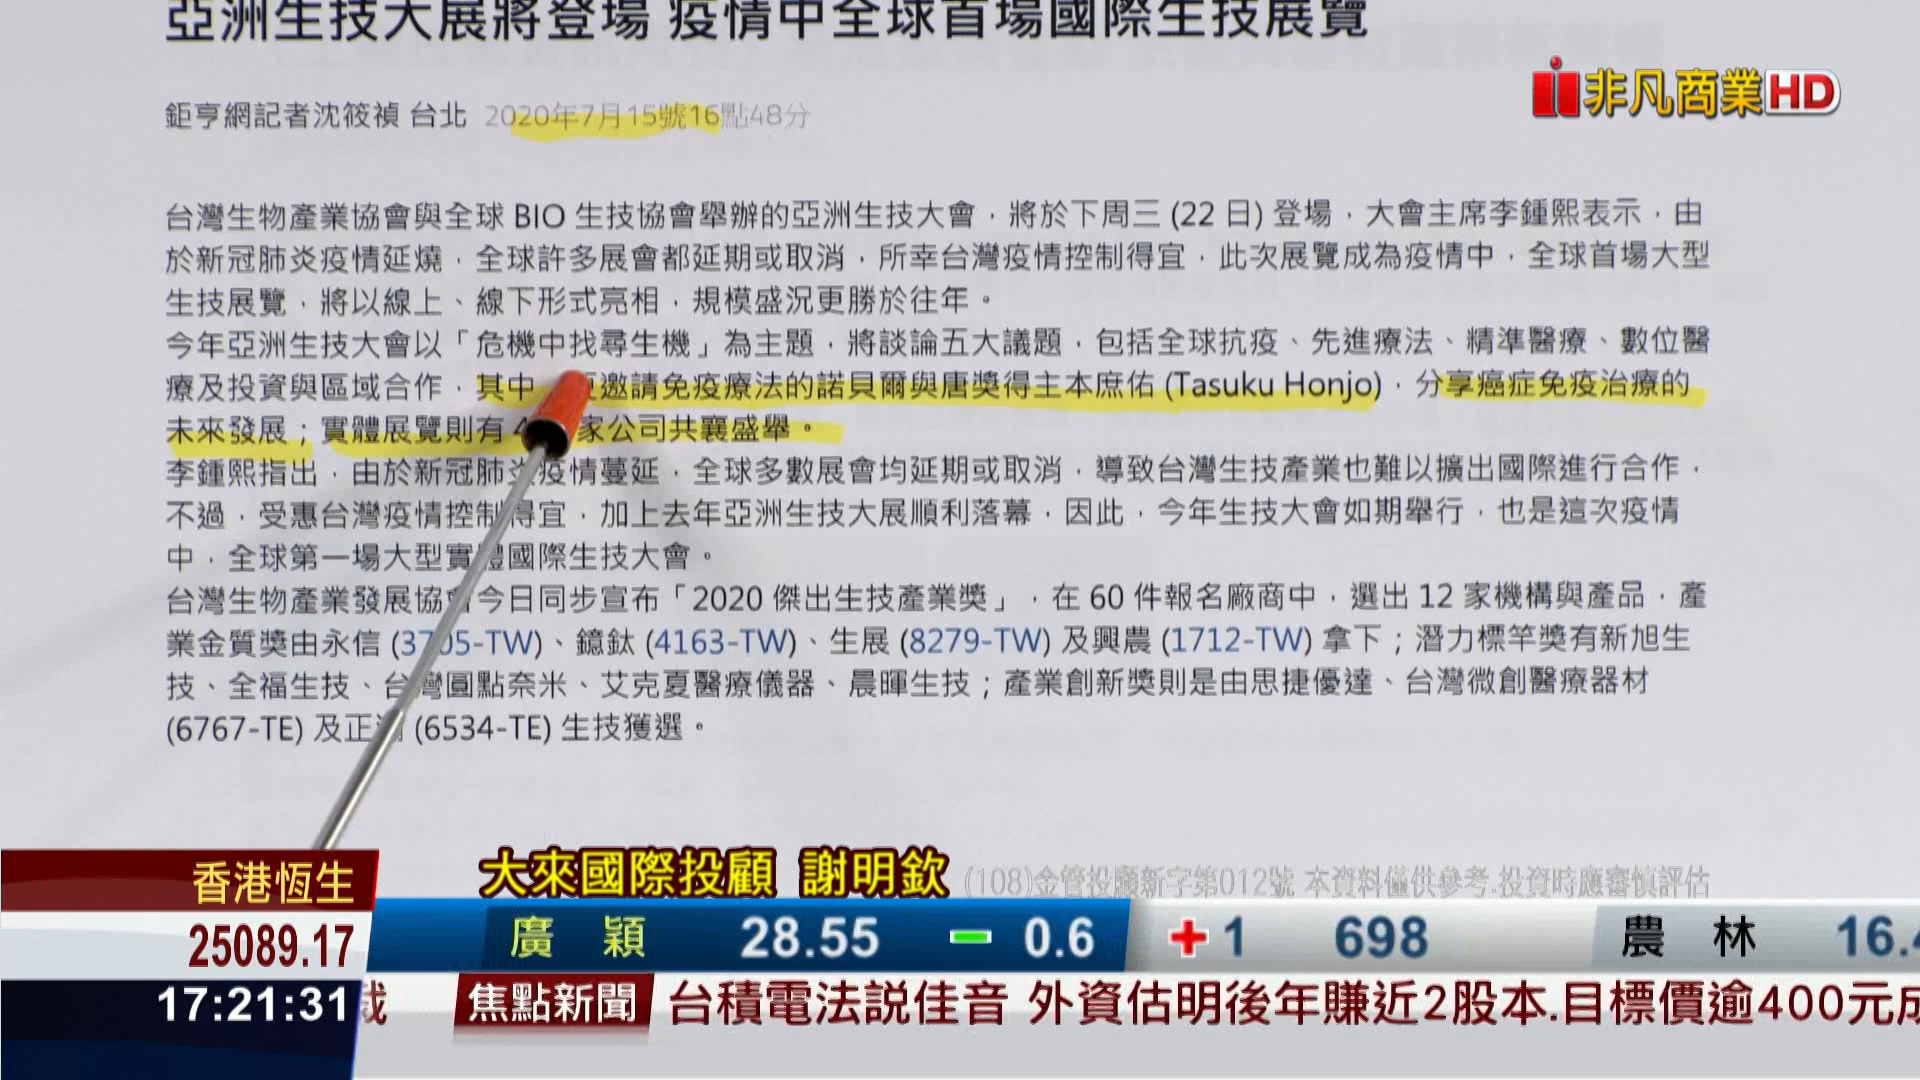 亞洲生技大展將登場 疫情中全球首場國際生技展覽
非凡商業HD
鉅亨網記者沈筱禎 台北 2020年7月15號16點48分
台灣生物產業協會與全球 BIO 生技協會舉辦的亞洲生技大會，將於下周三 (22 日) 登場，大會主席李鍾熙表示，由
於新冠肺炎疫情延燒，全球許多展會都延期或取消，所幸台灣疫情控制得宜，此次展覽成為疫情中，全球首場大型
生技展覽，將以線上、線下形式亮相，規模盛況更勝於往年。
今年亞洲生技大會以「危機中找尋生機」為主題，將談論五大議題，包括全球抗疫、先進療法、精準醫療、數位醫
療及投資與區域合作，其中 邀請免疫療法的諾貝爾與唐獎得主本庶佑 (Tasuku Honjo)，分享癌症免疫治療的
未來發展；實體展覽則有 家公司共襄盛舉。
李鍾熙指出，由於新冠肺炎疫情蔓延，全球多數展會均延期或取消，導致台灣生技產業也難以擴出國際進行合作，
不過，受惠台灣疫情控制得宜，加上去年亞洲生技大展順利落幕，因此，今年生技大會如期舉行，也是這次疫情
中，全球第一場大型實體國際生技大會。
台灣生物產業發展協會今日同步宣布「2020 傑出生技產業獎」，在 60 件報名廠商中，選出 12 家機構與產品，產
業金質獎由永信 (3705-TW)、鐿鈦 (4163-TW)、生展 (8279-TW) 及興農 (1712-TW) 拿下；潛力標竿獎有新旭生
技、全福生技、台灣圓點奈米、艾克夏醫療儀器、晨暉生技；產業創新獎則是由思捷優達、台灣微創醫療器材
(6767-TE) 及正瀚 (6534-TE) 生技獲選。
大來國際投顧 謝明欽 (108)金管投顧新字第012號 本資料僅供參考.投資時應審慎評估
香港恆生
25089.17
廣穎 28.55 − 0.6 +1 698 農林 16.4
17:21:31
焦點新聞 台積電法說佳音 外資估明後年賺近2股本.目標價逾400元成